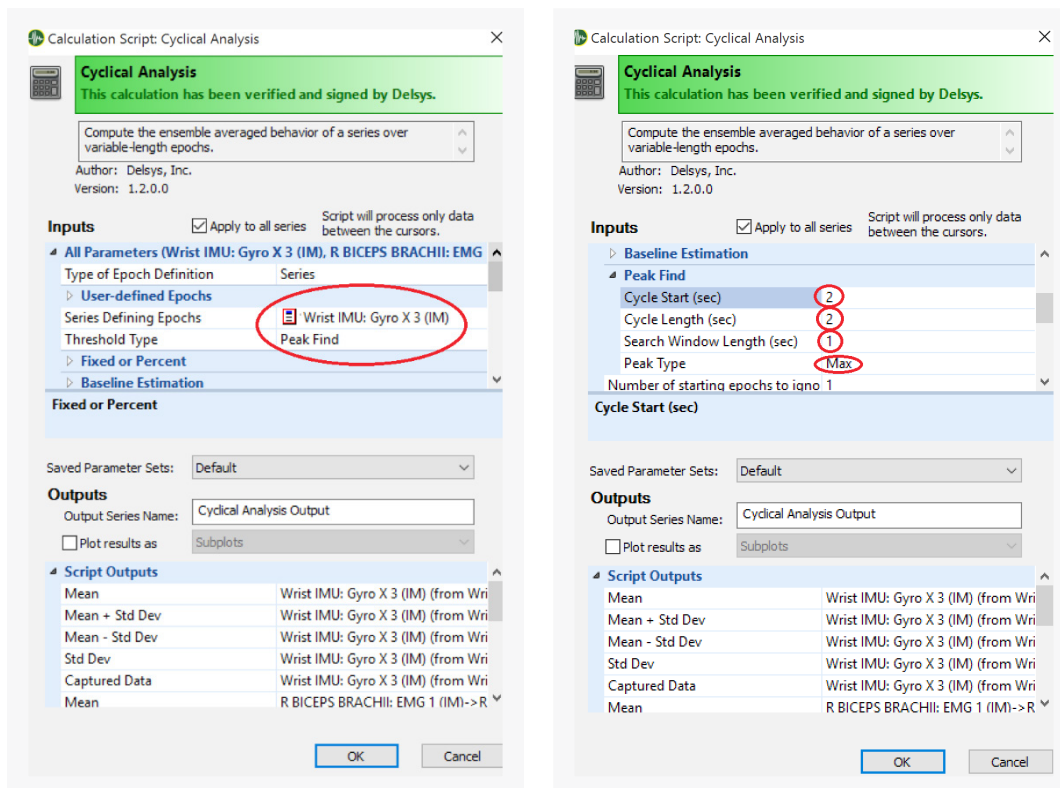 Calculation Script: Cyclical Analysis
Cyclical Analysis
This calculation has been verified and signed by Delsys.
Compute the ensemble averaged behavior of a series over
variable-length epochs.
Author: Delsys, Inc.
Version: 1.2.0.0
Inputs
Apply to all series
Script will process only data
between the cursors.
All Parameters (Wrist IMU: Gyro X 3 (IM), R BICEPS BRACHII: EMG
Type of Epoch Definition Series
User-defined Epochs
Series Defining Epochs Wrist IMU: Gyro X 3 (IM)
Threshold Type Peak Find
Fixed or Percent
Baseline Estimation
Fixed or Percent
Saved Parameter Sets: Default
Outputs
Output Series Name: Cyclical Analysis Output
Plot results as Subplots
Script Outputs
Mean Wrist IMU: Gyro X 3 (IM) (from Wri
Mean + Std Dev Wrist IMU: Gyro X 3 (IM) (from Wri
Mean - Std Dev Wrist IMU: Gyro X 3 (IM) (from Wri
Std Dev Wrist IMU: Gyro X 3 (IM) (from Wri
Captured Data Wrist IMU: Gyro X 3 (IM) (from Wri
Mean R BICEPS BRACHII: EMG 1 (IM)->R
OK Cancel
Calculation Script: Cyclical Analysis
Cyclical Analysis
This calculation has been verified and signed by Delsys.
Compute the ensemble averaged behavior of a series over
variable-length epochs.
Author: Delsys, Inc.
Version: 1.2.0.0
Inputs
Apply to all series
Script will process only data
between the cursors.
Baseline Estimation
Peak Find
Cycle Start (sec) 2
Cycle Length (sec) 2
Search Window Length (sec) 1
Peak Type Max
Number of starting epochs to igno 1
Cycle Start (sec)
Saved Parameter Sets: Default
Outputs
Output Series Name: Cyclical Analysis Output
Plot results as Subplots
Script Outputs
Mean Wrist IMU: Gyro X 3 (IM) (from Wri
Mean + Std Dev Wrist IMU: Gyro X 3 (IM) (from Wri
Mean - Std Dev Wrist IMU: Gyro X 3 (IM) (from Wri
Std Dev Wrist IMU: Gyro X 3 (IM) (from Wri
Captured Data Wrist IMU: Gyro X 3 (IM) (from Wri
Mean R BICEPS BRACHII: EMG 1 (IM)->R
OK Cancel